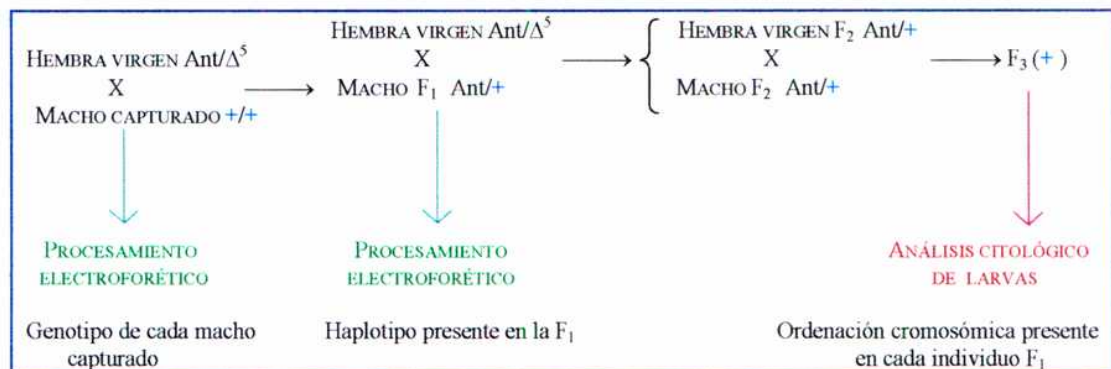 HEMBRA VIRGEN Ant/Δ⁵
X
MACHO CAPTURADO +/+
HEMBRA VIRGEN Ant/Δ⁵
X
MACHO F₁ Ant/+
HEMBRA VIRGEN F₂ Ant/+
X
MACHO F₂ Ant/+
F₃ (+)
PROCESAMIENTO
ELECTROFORÉTICO
PROCESAMIENTO
ELECTROFORÉTICO
ANÁLISIS CITOLÓGICO
DE LARVAS
Genotipo de cada macho
capturado
Haplotipo presente en la F₁
Ordenación cromosómica presente
en cada individuo F₁